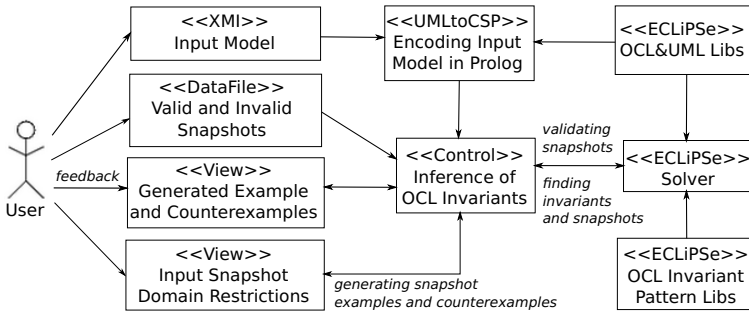 <<XMI>>
Input Model
<<UMLtoCSP>>
Encoding Input
Model in Prolog
<<ECLiPSe>>
OCL&UML Libs
<<DataFile>>
Valid and Invalid
Snapshots
User
feedback
<<View>>
Generated Example
and Counterexamples
<<Control>>
Inference of
OCL Invariants
validating
snapshots
finding
invariants
and snapshots
<<ECLiPSe>>
Solver
<<View>>
Input Snapshot
Domain Restrictions
generating snapshot
examples and counterexamples
<<ECLiPSe>>
OCL Invariant
Pattern Libs